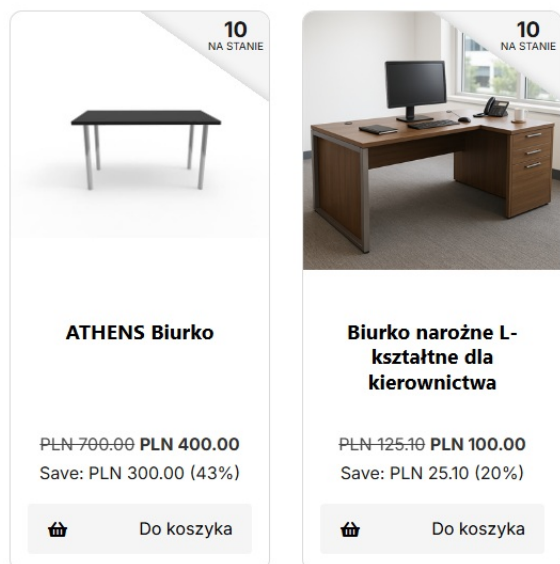 10
NA STANIE
ATHENS Biurko
PLN 700.00 PLN 400.00
Save: PLN 300.00 (43%)
Do koszyka
10
NA STANIE
Biurko narożne L-
kształtne dla
kierownictwa
PLN 125.10 PLN 100.00
Save: PLN 25.10 (20%)
Do koszyka